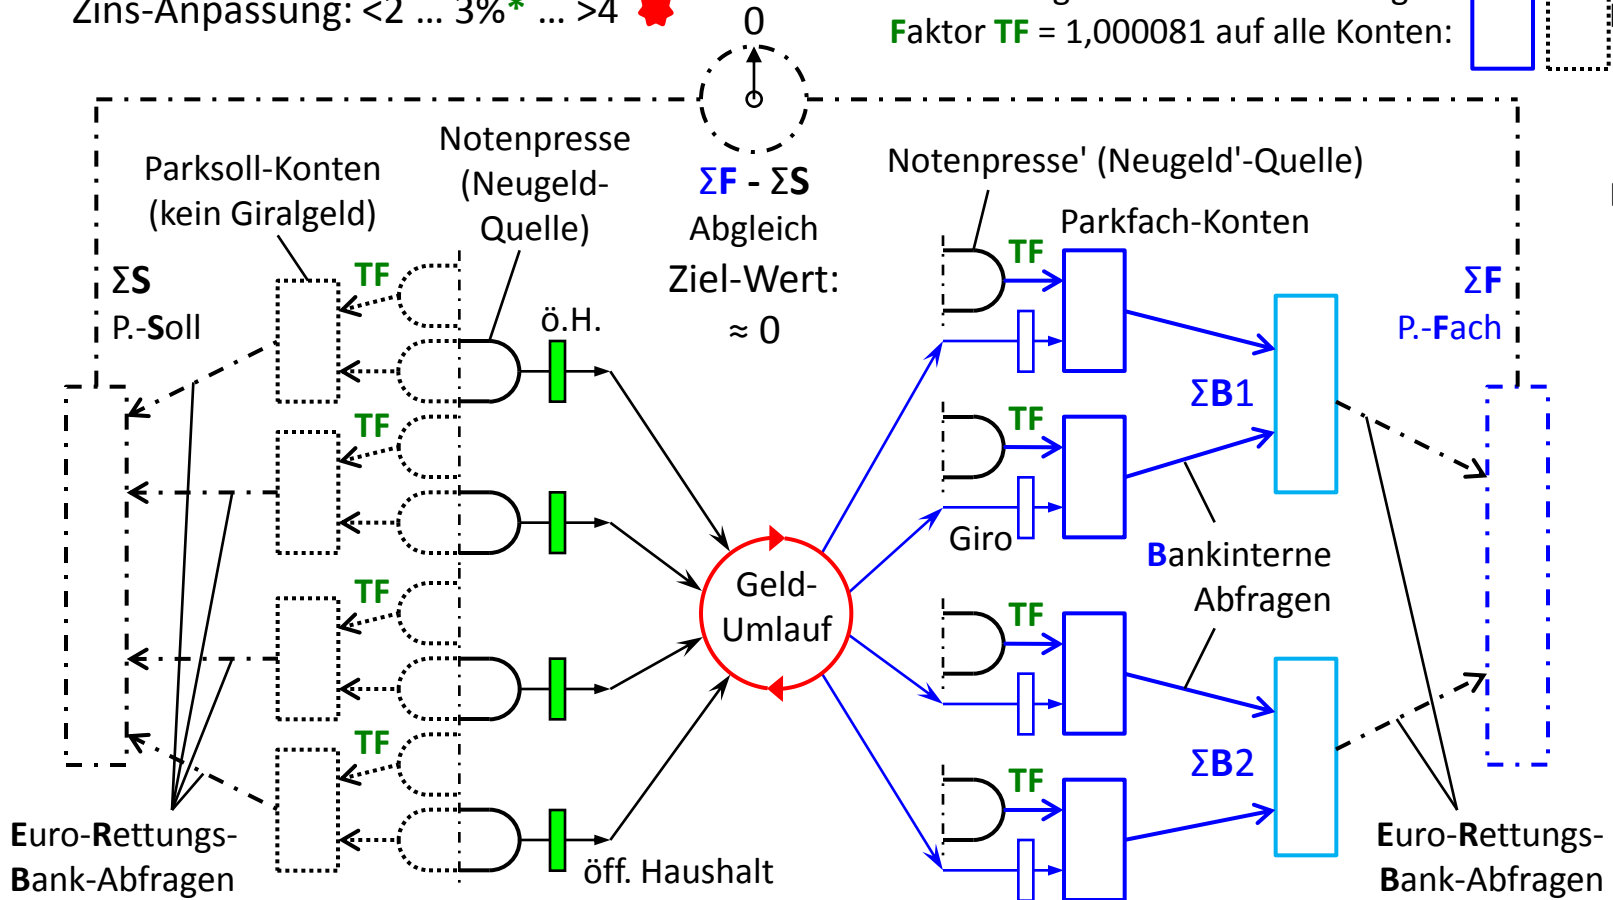 Zins-Anpassung: <2 ... 3%* ... >4
0
Faktor TF = 1,000081 auf alle Konten:
Notenpresse
(Neugeld-
Quelle)
Parksoll-Konten
(kein Giralgeld)
ΣF - ΣS
Abgleich
Ziel-Wert:
≈ 0
Notenpresse' (Neugeld'-Quelle)
Parkfach-Konten
ΣS
P.-Soll
TF
ö.H.
TF
ΣF
P.-Fach
ΣB1
TF
TF
Giro
Bankinterne
Abfragen
Geld-
Umlauf
TF
TF
TF
TF
ΣB2
Euro-Rettungs-
Bank-Abfragen
öff. Haushalt
Euro-Rettungs-
Bank-Abfragen